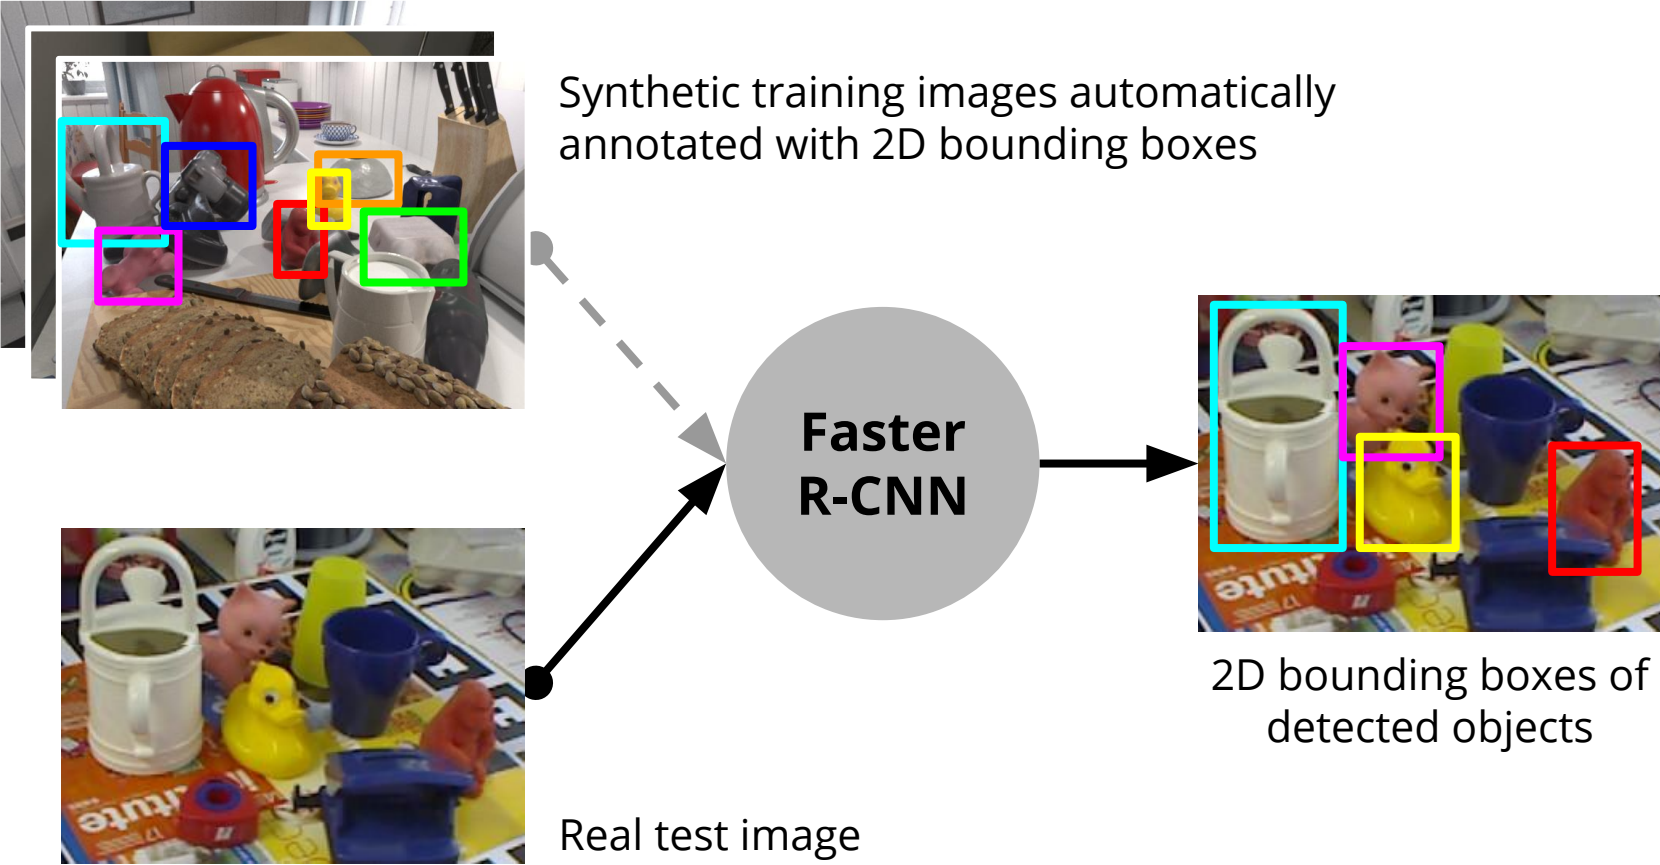 Synthetic training images automatically
annotated with 2D bounding boxes
Faster
R-CNN
2D bounding boxes of
detected objects
Real test image